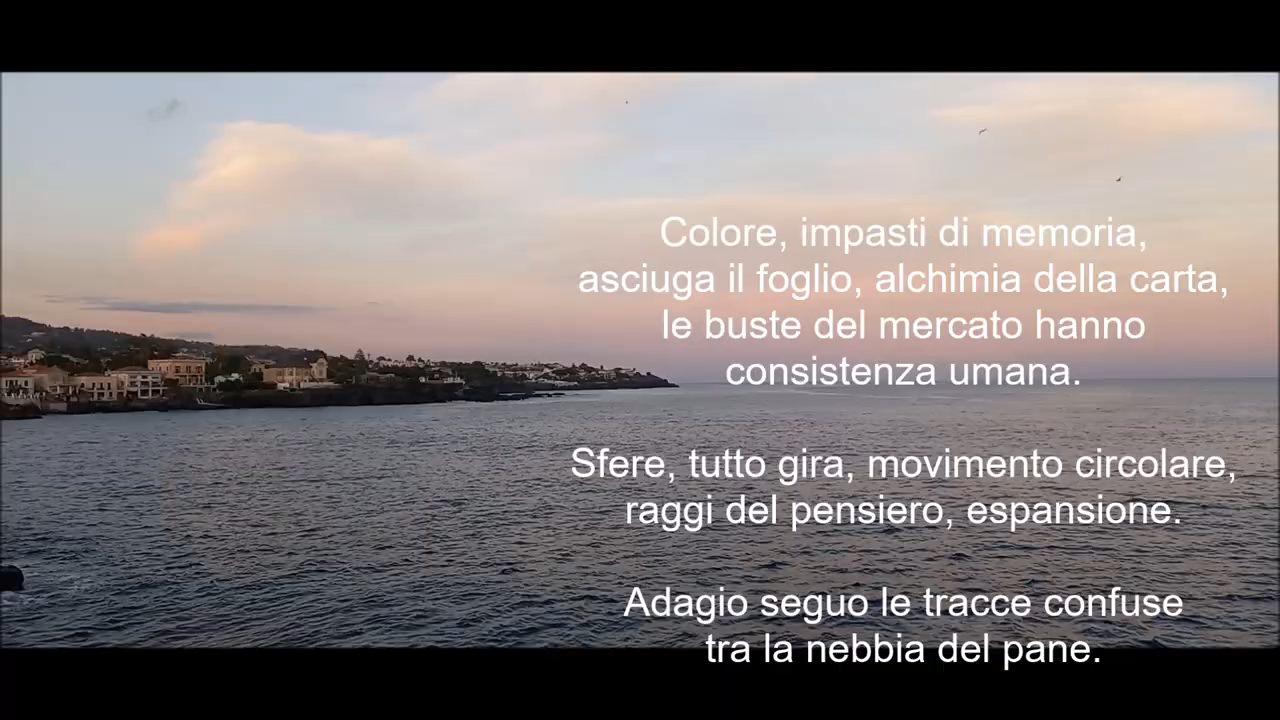 Colore, impasti di memoria,
asciuga il foglio, alchimia della carta,
le buste del mercato hanno
consistenza umana.
Sfere, tutto gira, movimento circolare,
raggi del pensiero, espansione.
Adagio seguo le tracce confuse
tra la nebbia del pane.